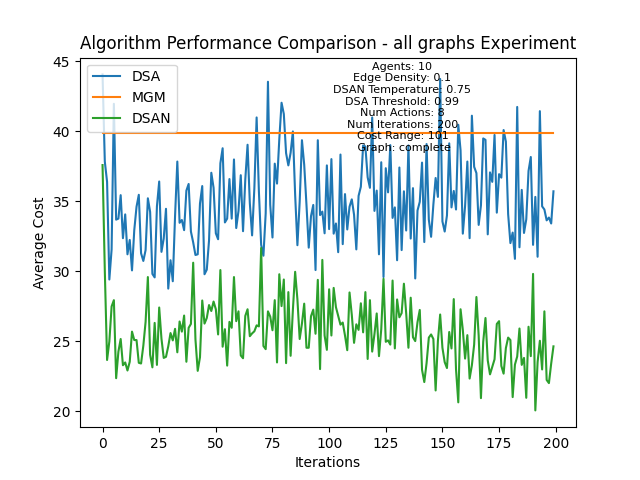 Algorithm Performance Comparison - all graphs Experiment
45
40
35
30
25
20
Average Cost
DSA
MGM
DSAN
Agents: 10
Edge Density: 0.1
DSAN Temperature: 0.75
DSA Threshold: 0.99
Num Actions: 8
Num Iterations: 200
Cost Range: 101
Graph: complete
0
25
50
75
100
125
150
175
200
Iterations